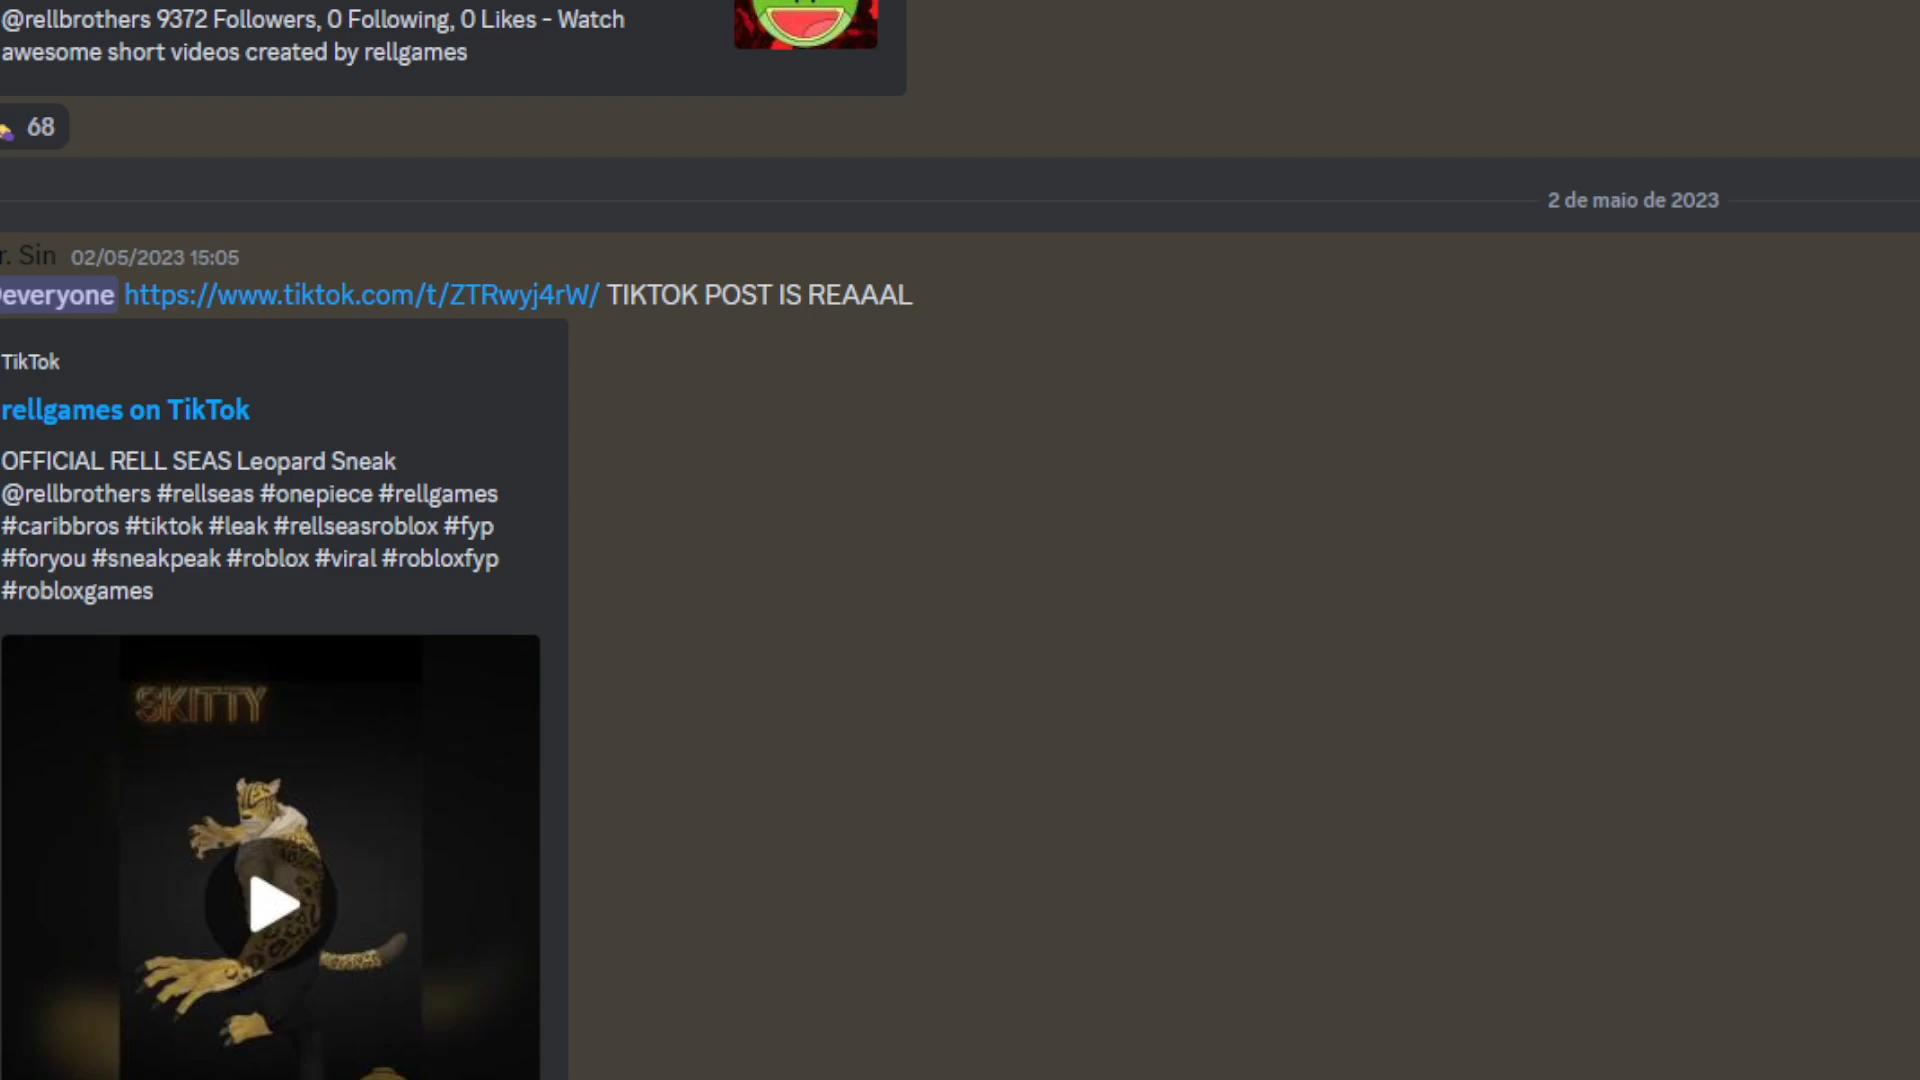 @rellbrothers 9372 Followers, 0 Following, 0 Likes - Watch
awesome short videos created by rellgames
68
2 de maio de 2023
r. Sin 02/05/2023 15:05
everyone https://www.tiktok.com/t/ZTRwyj4rW/ TIKTOK POST IS REAAAL
TikTok
rellgames on TikTok
OFFICIAL RELL SEAS Leopard Sneak
@rellbrothers #rellseas #onepiece #rellgames
#caribbros #tiktok #leak #rellseasroblox #fyp
#foryou #sneakpeak #roblox #viral #robloxfyp
#robloxgames
SKITTY